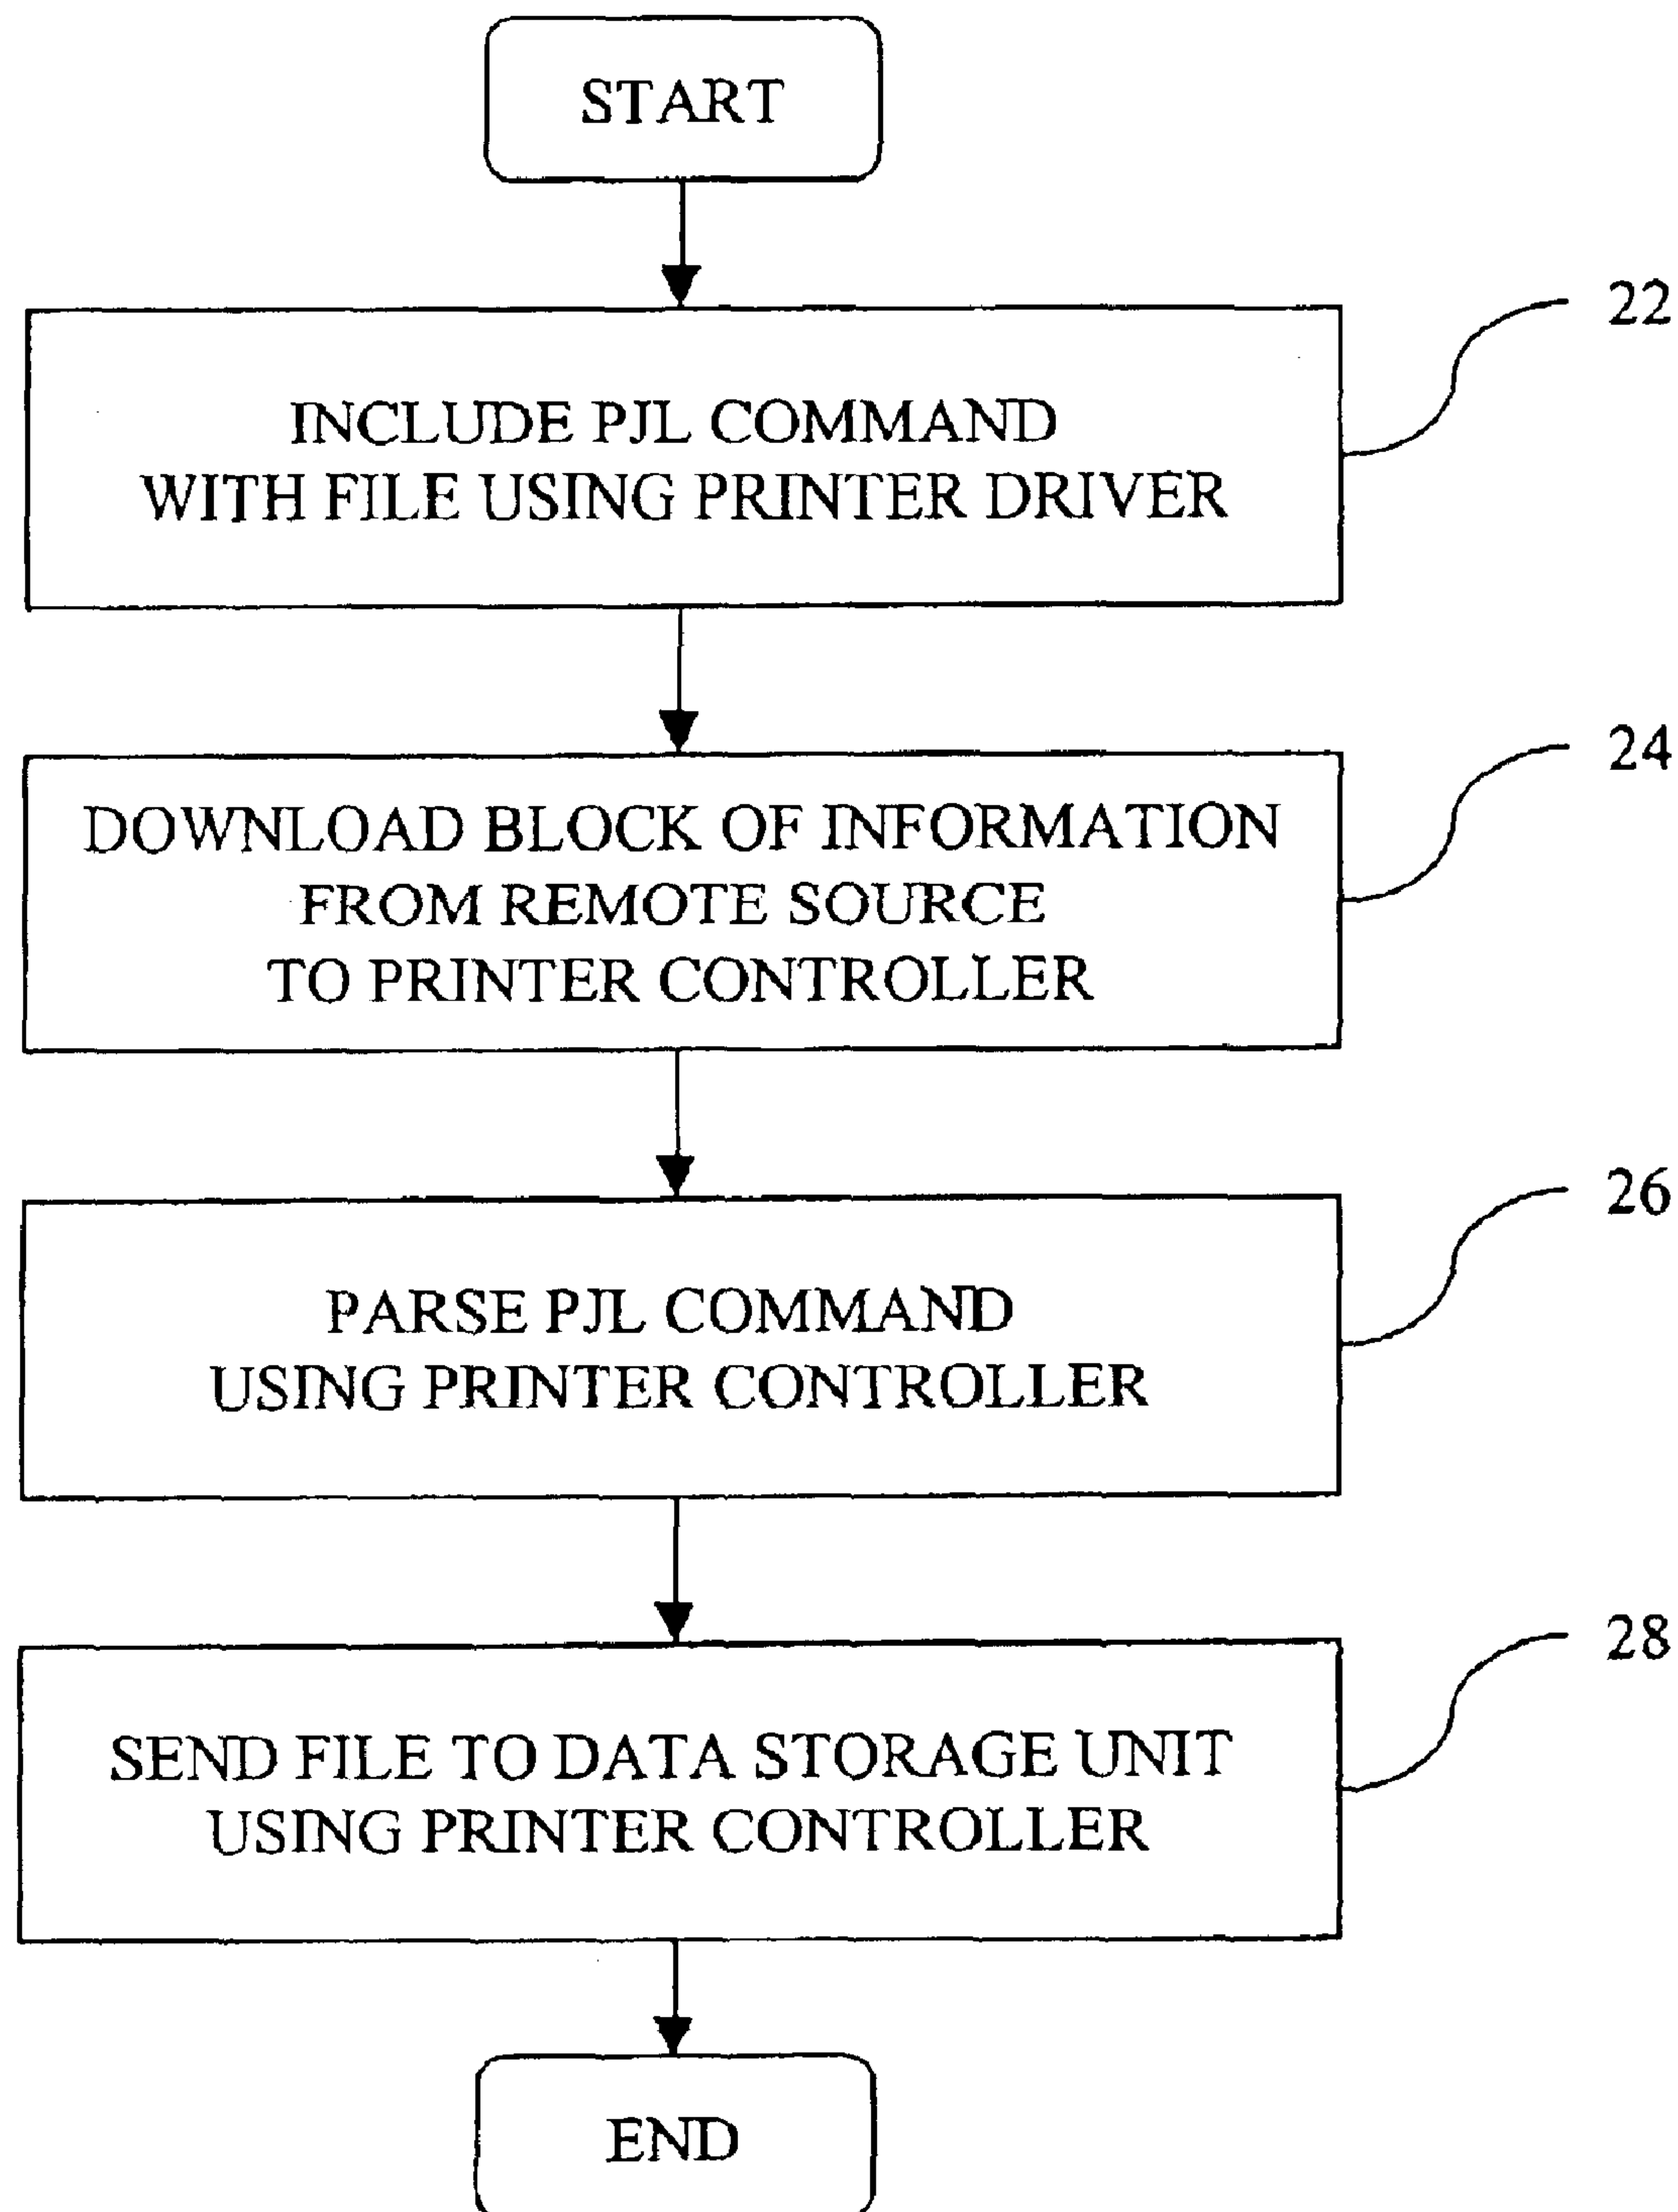 START
22
INCLUDE PJL COMMAND
WITH FILE USING PRINTER DRIVER
24
DOWNLOAD BLOCK OF INFORMATION
FROM REMOTE SOURCE
TO PRINTER CONTROLLER
26
PARSE PJL COMMAND
USING PRINTER CONTROLLER
28
SEND FILE TO DATA STORAGE UNIT
USING PRINTER CONTROLLER
END